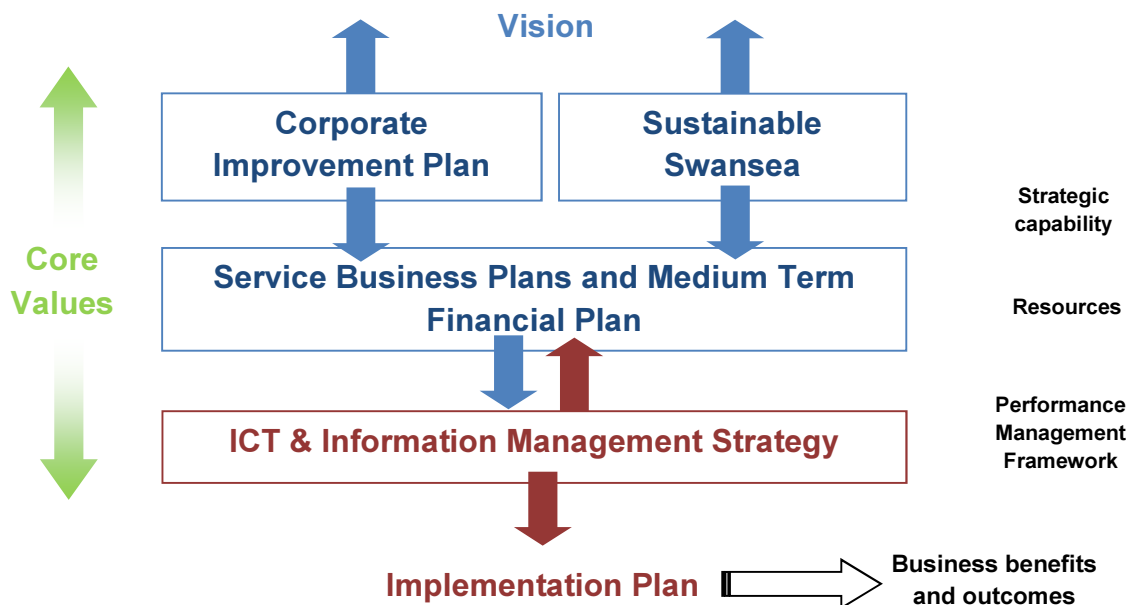 Vision
Corporate
Improvement Plan
Sustainable
Swansea
Strategic
capability
Core
Values
Service Business Plans and Medium Term
Financial Plan
Resources
ICT & Information Management Strategy
Performance
Management
Framework
Implementation Plan
Business benefits
and outcomes